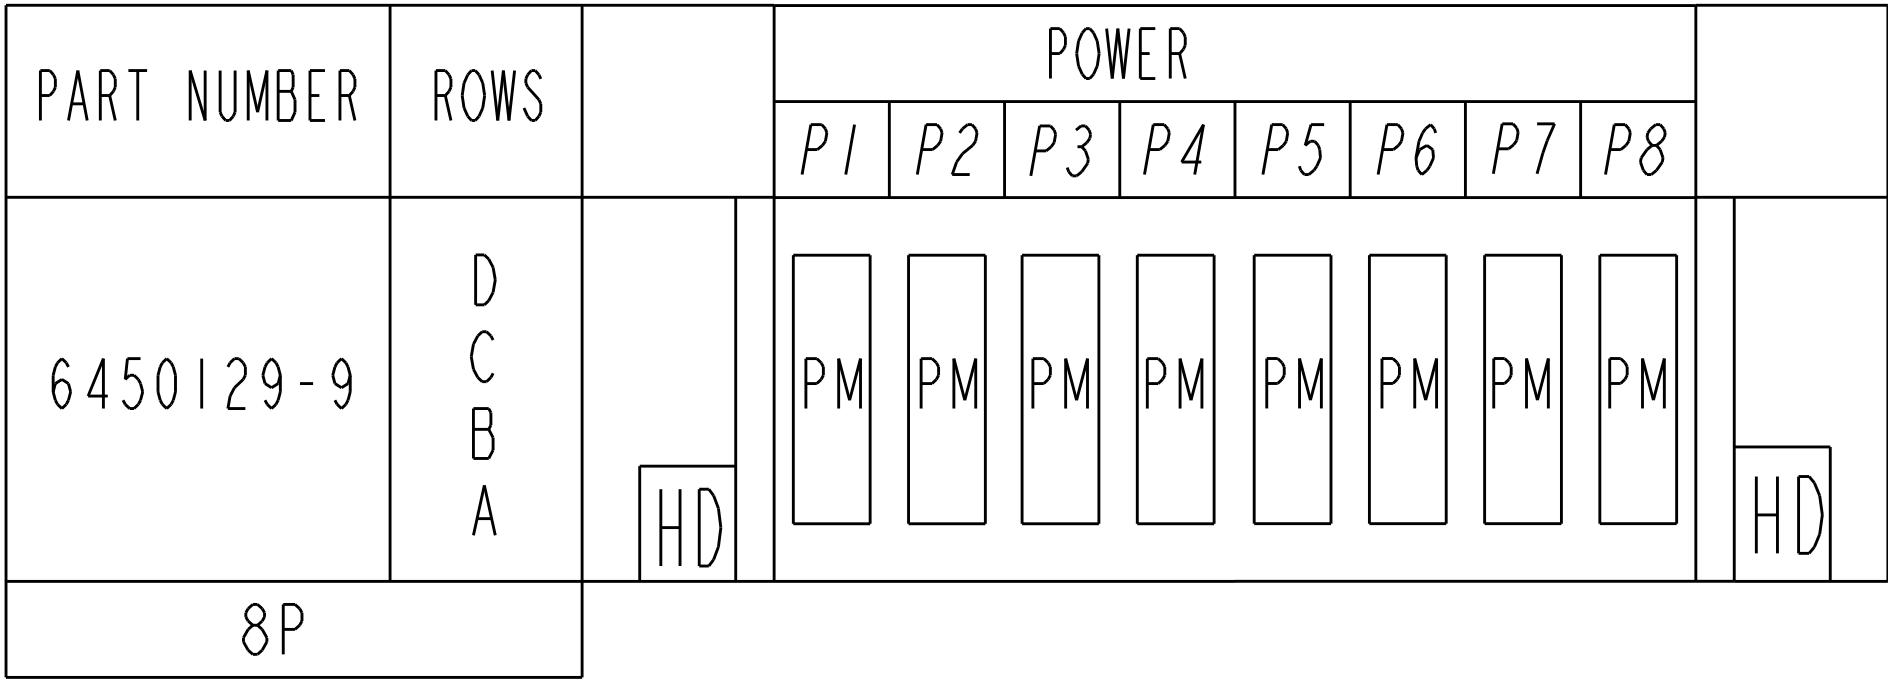 POWER
PART NUMBER ROWS
P1 P2 P3 P4 P5 P6 P7 P8
D
C
6450129-9 PM PM PM PM PM PM PM PM
B
A
HD HD
8P